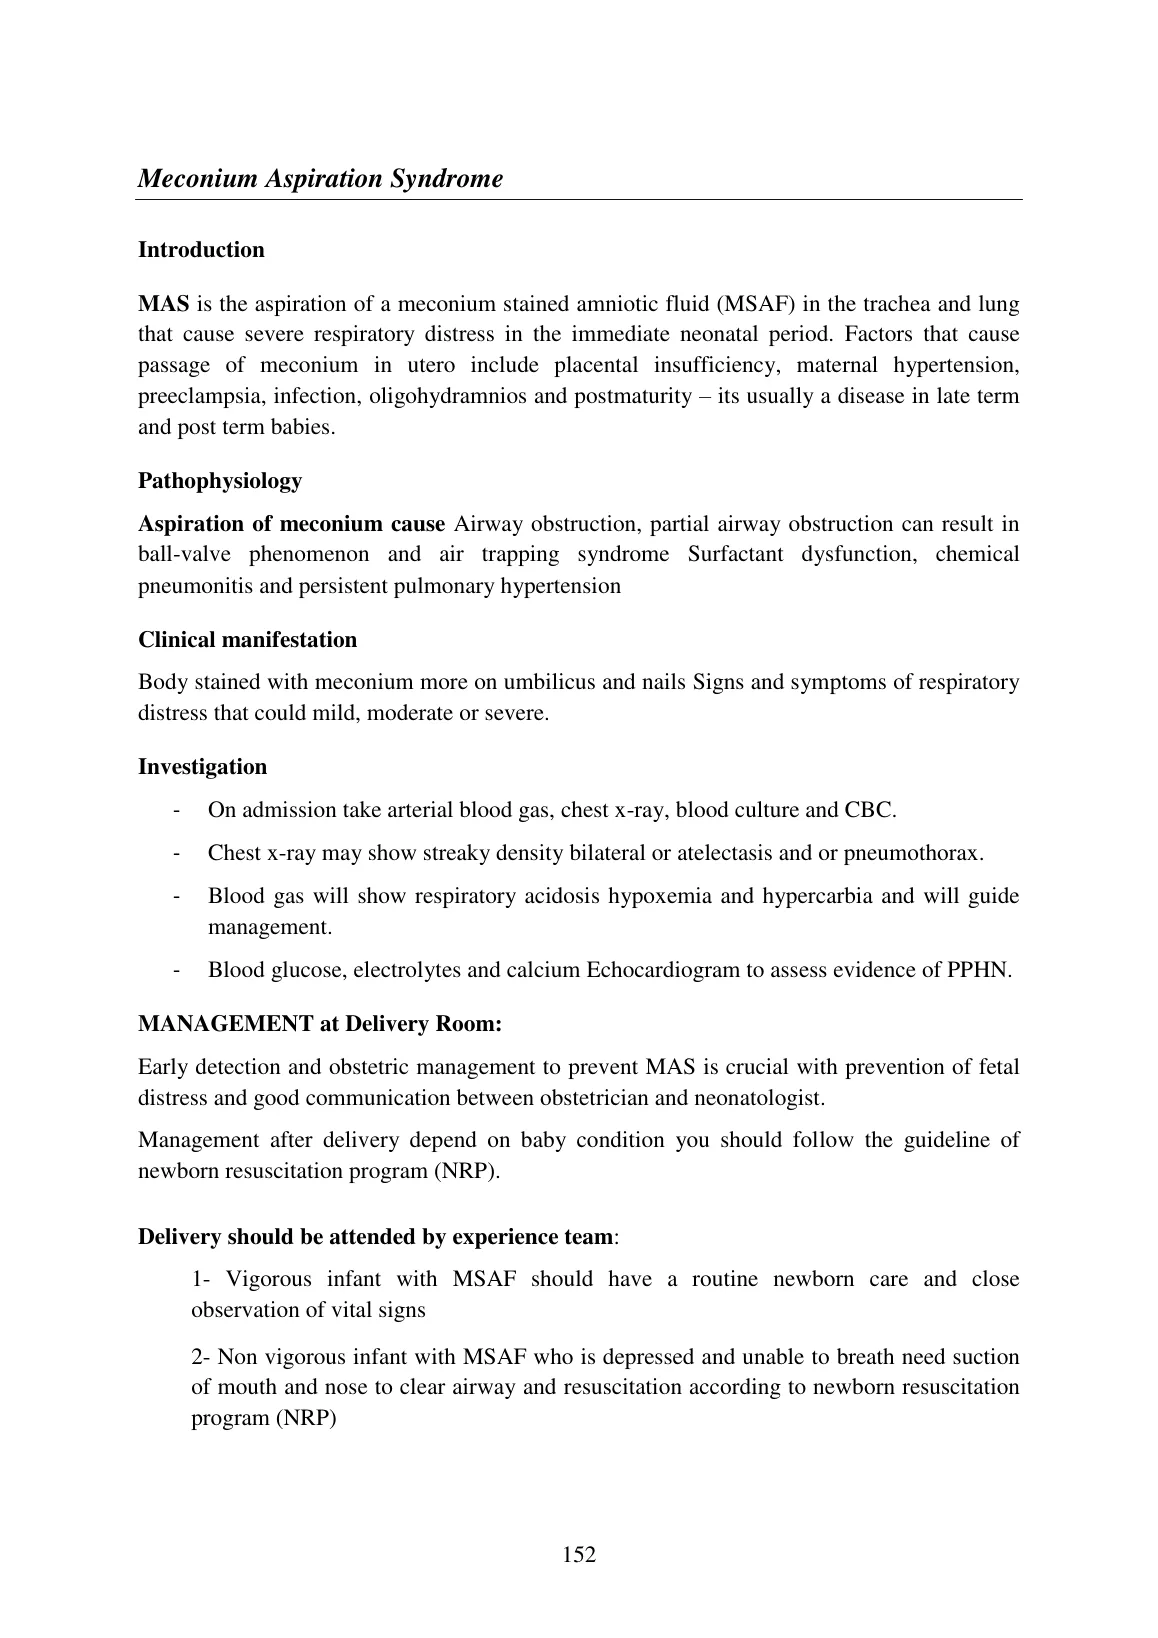 Meconium Aspiration Syndrome
Introduction
MAS is the aspiration of a meconium stained amniotic fluid (MSAF) in the trachea and lung
that cause severe respiratory distress in the immediate neonatal period. Factors that cause
passage of meconium in utero include placental insufficiency, maternal hypertension,
preeclampsia, infection, oligohydramnios and postmaturity – its usually a disease in late term
and post term babies.
Pathophysiology
Aspiration of meconium cause Airway obstruction, partial airway obstruction can result in
ball-valve phenomenon and air trapping syndrome Surfactant dysfunction, chemical
pneumonitis and persistent pulmonary hypertension
Clinical manifestation
Body stained with meconium more on umbilicus and nails Signs and symptoms of respiratory
distress that could mild, moderate or severe.
Investigation
- On admission take arterial blood gas, chest x-ray, blood culture and CBC.
- Chest x-ray may show streaky density bilateral or atelectasis and or pneumothorax.
- Blood gas will show respiratory acidosis hypoxemia and hypercarbia and will guide
management.
- Blood glucose, electrolytes and calcium Echocardiogram to assess evidence of PPHN.
MANAGEMENT at Delivery Room:
Early detection and obstetric management to prevent MAS is crucial with prevention of fetal
distress and good communication between obstetrician and neonatologist.
Management after delivery depend on baby condition you should follow the guideline of
newborn resuscitation program (NRP).
Delivery should be attended by experience team:
1- Vigorous infant with MSAF should have a routine newborn care and close
observation of vital signs
2- Non vigorous infant with MSAF who is depressed and unable to breath need suction
of mouth and nose to clear airway and resuscitation according to newborn resuscitation
program (NRP)
152